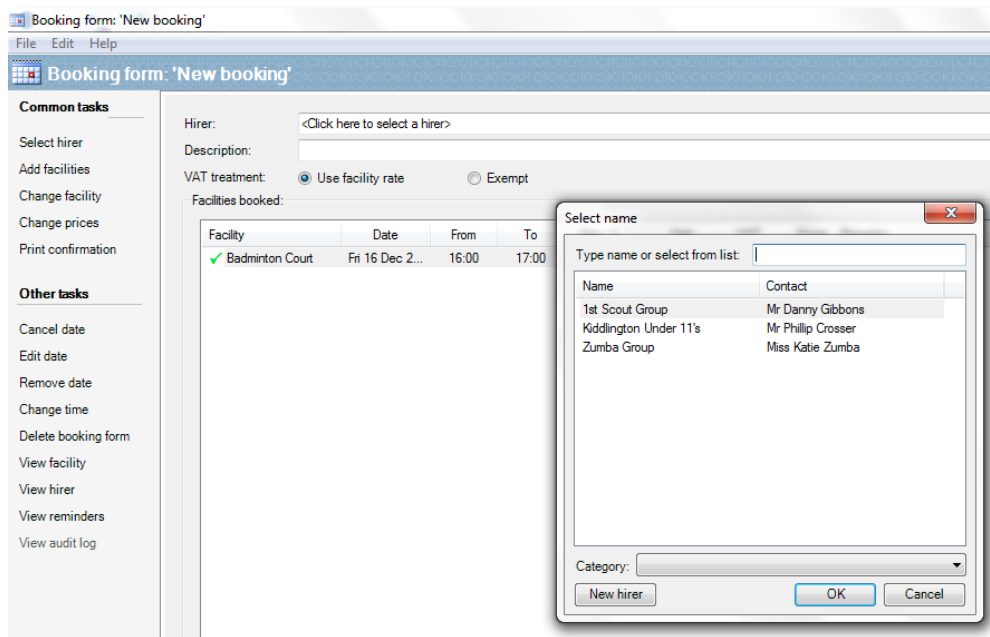 Booking form: 'New booking'
File Edit Help
Booking form: 'New booking'
Common tasks
Select hirer
Add facilities
Change facility
Change prices
Print confirmation
Other tasks
Cancel date
Edit date
Remove date
Change time
Delete booking form
View facility
View hirer
View reminders
View audit log
Hirer: <Click here to select a hirer>
Description:
VAT treatment: Use facility rate Exempt
Facilities booked:
Facility Date From To
Badminton Court Fri 16 Dec 2... 16:00 17:00
Select name
Type name or select from list:
Name Contact
1st Scout Group Mr Danny Gibbons
Kiddlington Under 11's Mr Phillip Crosser
Zumba Group Miss Katie Zumba
Category:
New hirer OK Cancel